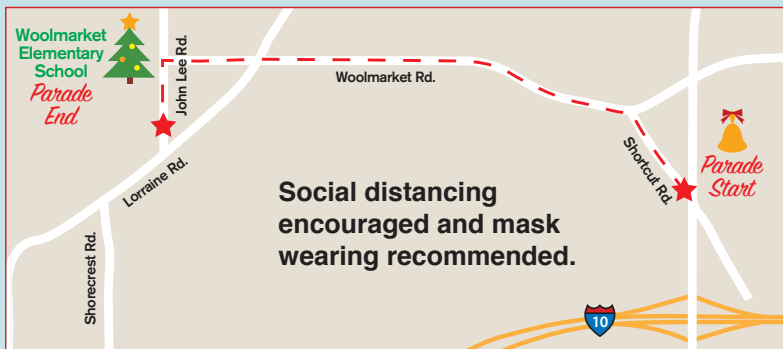 Woolmarket
Elementary
School
Parade
End
John Lee Rd.
Woolmarket Rd.
Lorraine Rd.
Shorecrest Rd.
Shortcut Rd.
Parade
Start
Social distancing
encouraged and mask
wearing recommended.
10